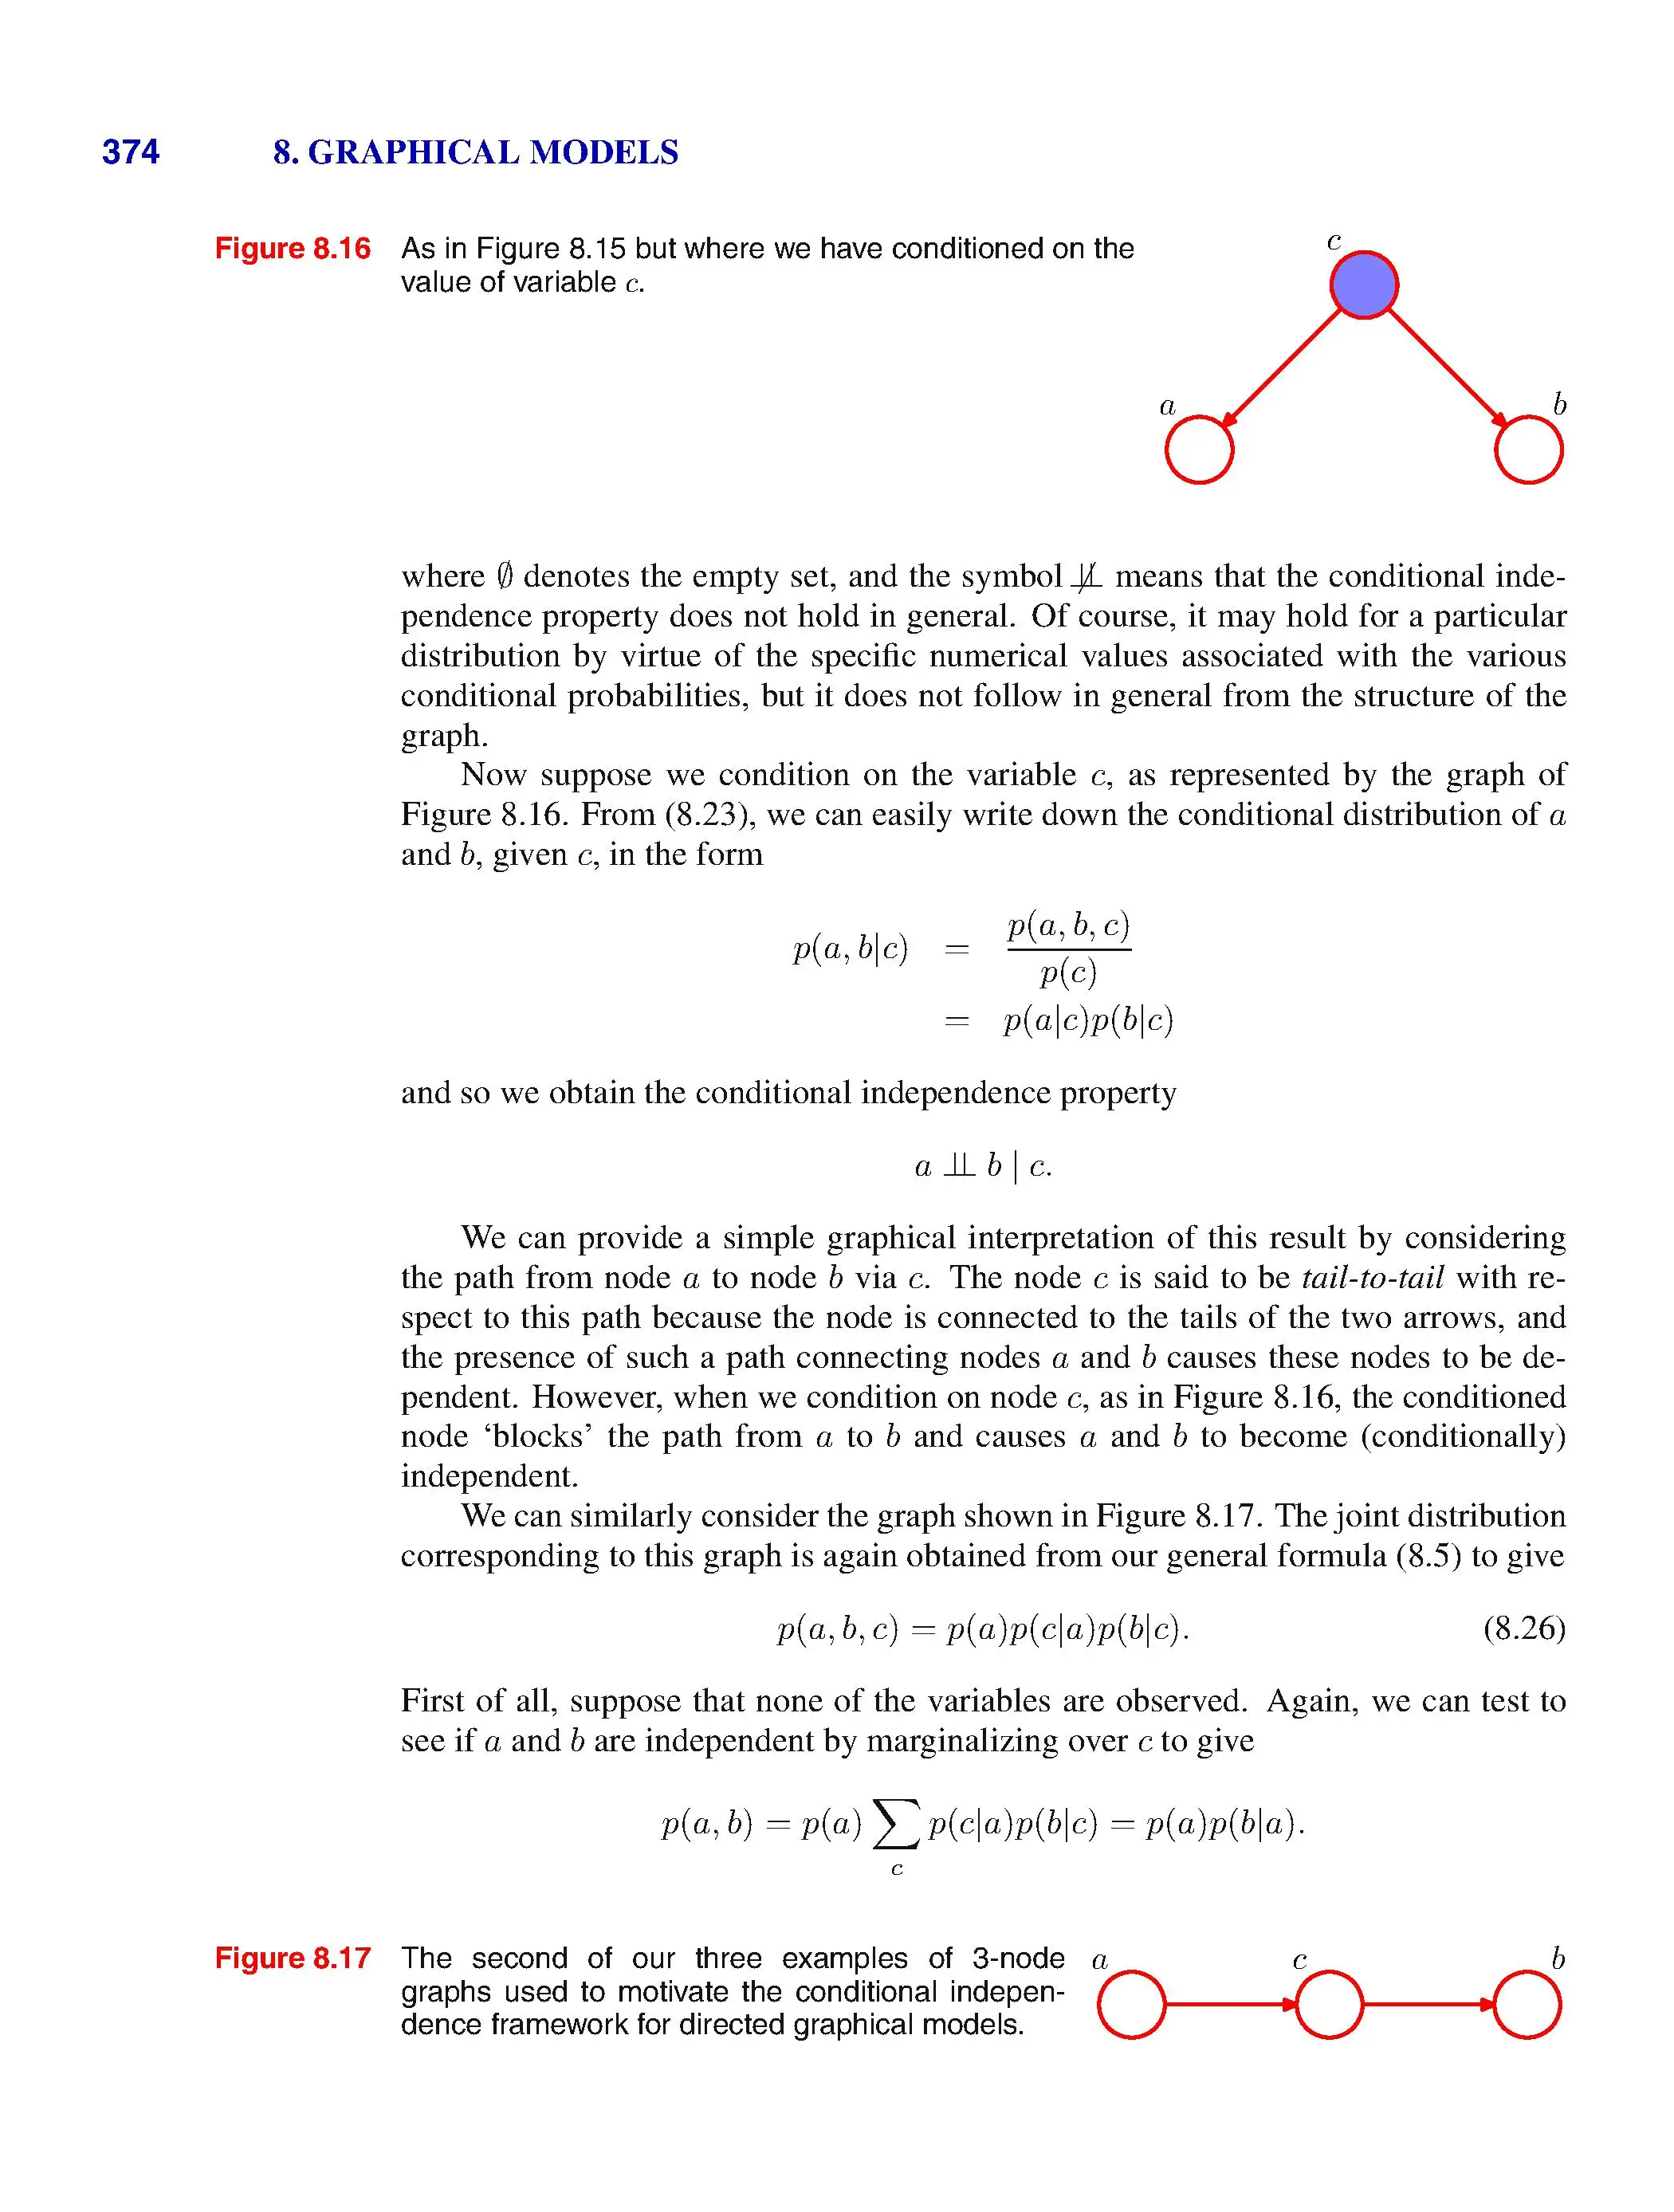 374 8. GRAPHICAL MODELS
Figure 8.16 As in Figure 8.15 but where we have conditioned on the
value of variable c.
c
a b
where ∅ denotes the empty set, and the symbol ⊥̸⊥ means that the conditional inde-
pendence property does not hold in general. Of course, it may hold for a particular
distribution by virtue of the specific numerical values associated with the various
conditional probabilities, but it does not follow in general from the structure of the
graph.
Now suppose we condition on the variable c, as represented by the graph of
Figure 8.16. From (8.23), we can easily write down the conditional distribution of a
and b, given c, in the form
p(a, b|c) = p(a, b, c)
p(c)
= p(a|c)p(b|c)
and so we obtain the conditional independence property
a ⊥⊥ b | c.
We can provide a simple graphical interpretation of this result by considering
the path from node a to node b via c. The node c is said to be tail-to-tail with re-
spect to this path because the node is connected to the tails of the two arrows, and
the presence of such a path connecting nodes a and b causes these nodes to be de-
pendent. However, when we condition on node c, as in Figure 8.16, the conditioned
node ‘blocks’ the path from a to b and causes a and b to become (conditionally)
independent.
We can similarly consider the graph shown in Figure 8.17. The joint distribution
corresponding to this graph is again obtained from our general formula (8.5) to give
p(a, b, c) = p(a)p(c|a)p(b|c). (8.26)
First of all, suppose that none of the variables are observed. Again, we can test to
see if a and b are independent by marginalizing over c to give
p(a, b) = p(a) ∑ p(c|a)p(b|c) = p(a)p(b|a).
c
Figure 8.17 The second of our three examples of 3-node
graphs used to motivate the conditional indepen-
dence framework for directed graphical models.
a c b